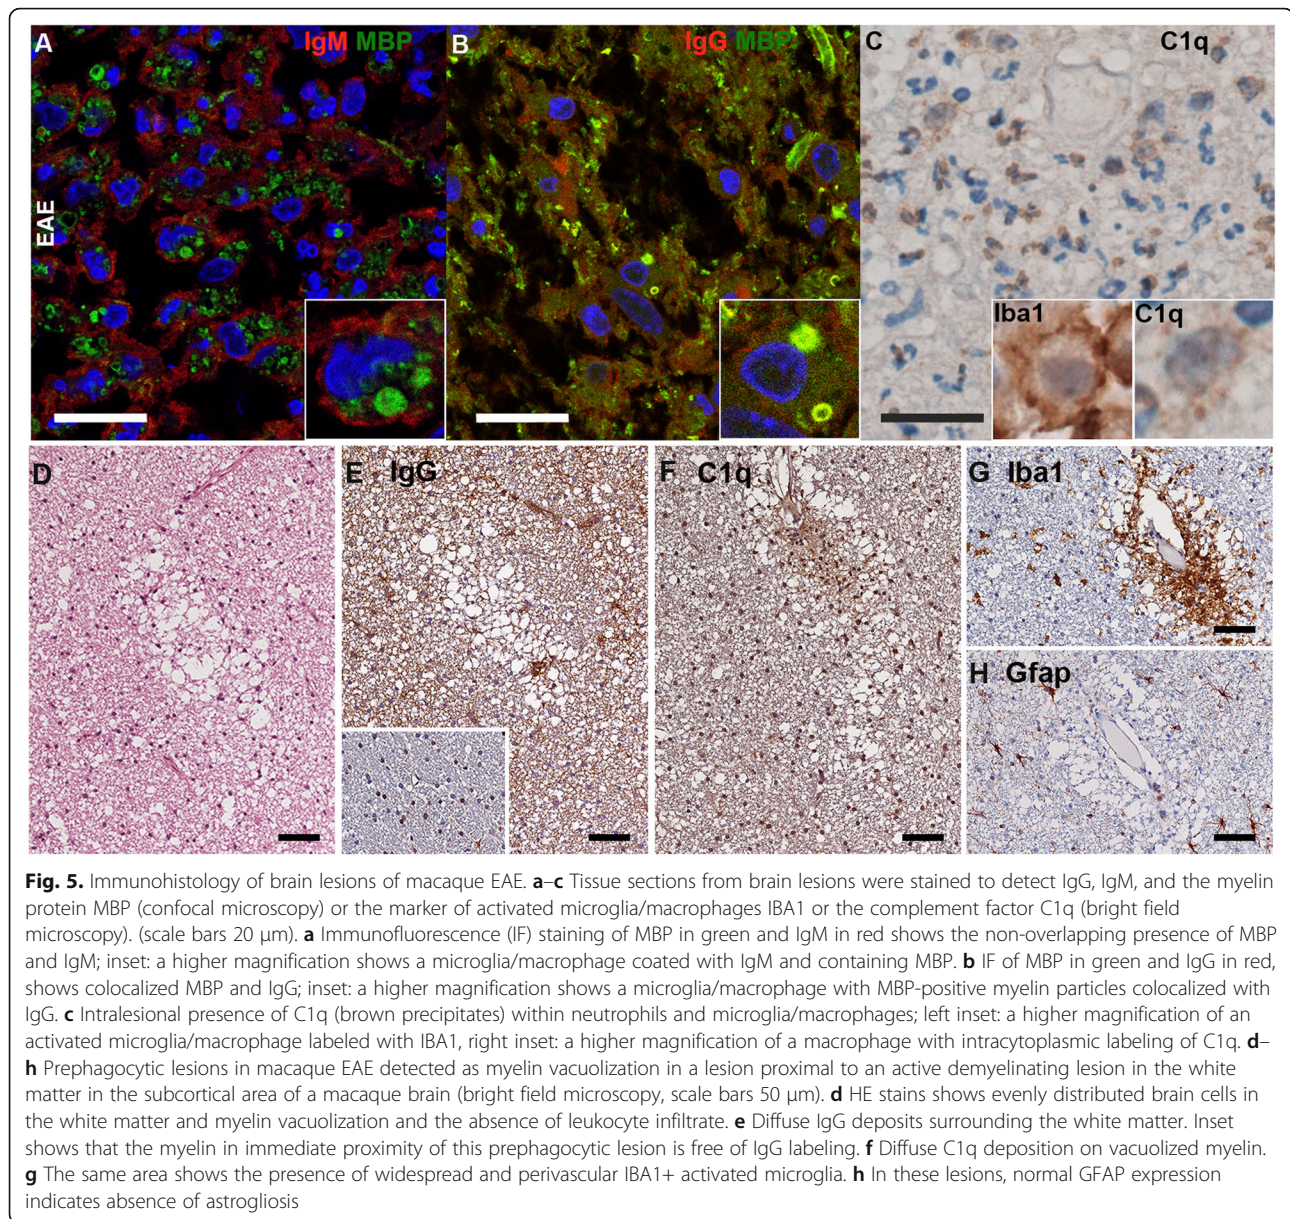 A
IgM MBP
B
IgG MBP
C
C1q
EAE
Iba1
C1q
D
E IgG
F C1q
G Iba1
H Gfap
Fig. 5. Immunohistology of brain lesions of macaque EAE. a–c Tissue sections from brain lesions were stained to detect IgG, IgM, and the myelin
protein MBP (confocal microscopy) or the marker of activated microglia/macrophages IBA1 or the complement factor C1q (bright field
microscopy). (scale bars 20 μm). a Immunofluorescence (IF) staining of MBP in green and IgM in red shows the non-overlapping presence of MBP
and IgM; inset: a higher magnification shows a microglia/macrophage coated with IgM and containing MBP. b IF of MBP in green and IgG in red,
shows colocalized MBP and IgG; inset: a higher magnification shows a microglia/macrophage with MBP-positive myelin particles colocalized with
IgG. c Intralesional presence of C1q (brown precipitates) within neutrophils and microglia/macrophages; left inset: a higher magnification of an
activated microglia/macrophage labeled with IBA1, right inset: a higher magnification of a macrophage with intracytoplasmic labeling of C1q. d–
h Prephagocytic lesions in macaque EAE detected as myelin vacuolization in a lesion proximal to an active demyelinating lesion in the white
matter in the subcortical area of a macaque brain (bright field microscopy, scale bars 50 μm). d HE stains shows evenly distributed brain cells in
the white matter and myelin vacuolization and the absence of leukocyte infiltrate. e Diffuse IgG deposits surrounding the white matter. Inset
shows that the myelin in immediate proximity of this prephagocytic lesion is free of IgG labeling. f Diffuse C1q deposition on vacuolized myelin.
g The same area shows the presence of widespread and perivascular IBA1+ activated microglia. h In these lesions, normal GFAP expression
indicates absence of astrogliosis